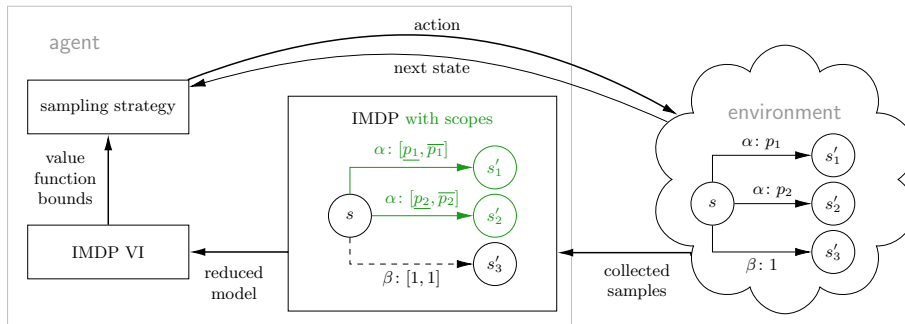 agent
action
next state
sampling strategy
value
function
bounds
IMDP VI
reduced
model
IMDP with scopes
α: [p₁, p₁]
s′₁
α: [p₂, p₂]
s
s′₂
s′₃
β: [1, 1]
collected
samples
environment
α: p₁
s′₁
α: p₂
s
s′₂
s′₃
β: 1